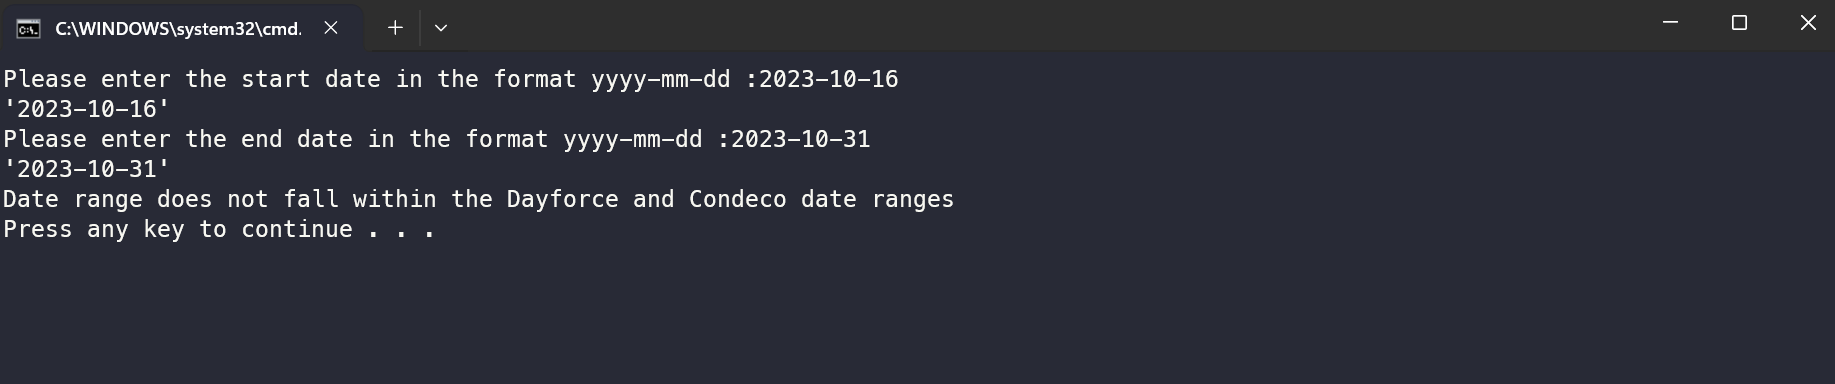 C:\WINDOWS\system32\cmd.
Please enter the start date in the format yyyy-mm-dd :2023-10-16
'2023-10-16'
Please enter the end date in the format yyyy-mm-dd :2023-10-31
'2023-10-31'
Date range does not fall within the Dayforce and Condeco date ranges
Press any key to continue . . .